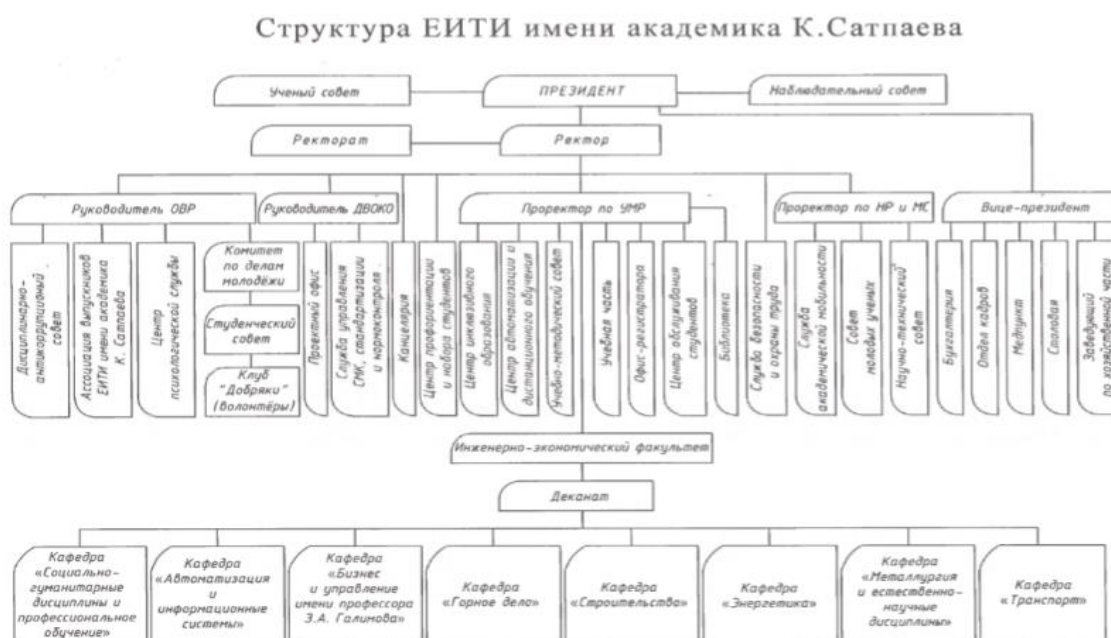 Структура ЕИТИ имени академика К.Сатпаева
Ученый совет
ПРЕЗИДЕНТ
Наблюдательный совет
Ректорат
Ректор
Руководитель ОВР
Руководитель ДВОКО
Проректор по УМР
Проректор по НР и МС
Вице-президент
Дисциплинарно-
антикоррупционный
совет
Ассоциация выпускников
ЕИТИ имени академика
К. Сатпаева
Центр
психологической службы
Комитет
по делам
молодёжи
Студенческий
совет
Клуб
"Добряки"
(волонтёры)
Проектный офис
Служба управления
СМК, стандартизации
и нормоконтроля
Канцелярия
Центр профориентации
и набора студентов
Центр инклюзивного
образования
Центр автоматизации и
дистанционного обучения
Учебно-методический совет
Учебная часть
Офис-регистратора
Центр обслуживания
студентов
Библиотека
Служба безопасности
и охраны труда
Служба
академической мобильности
Совет
молодых ученых
Научно-технический
совет
Бухгалтерия
Отдел кадров
Медпункт
Столовая
Заведующий
по хозяйственной части
Инженерно-экономический факультет
Деканат
Кафедра
«Социально-
гуманитарные
дисциплины и
профессиональное
обучение»
Кафедра
«Автоматизация
и
информационные
системы»
Кафедра
«Бизнес
и управление
имени профессора
З.А. Галимова»
Кафедра
«Горное дело»
Кафедра
«Строительство»
Кафедра
«Энергетика»
Кафедра
«Металлургия
и естественно-
научные
дисциплины»
Кафедра
«Транспорт»